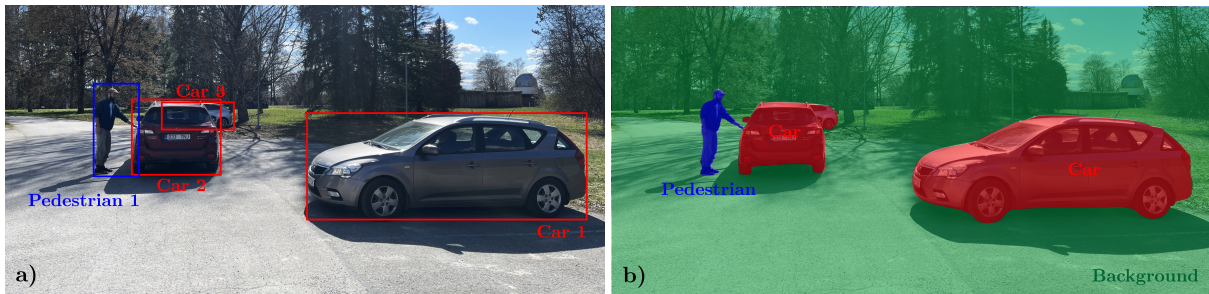 Car 3
Car 2
Pedestrian 1
Car 1
a)
Car
Car
Pedestrian
Background
b)